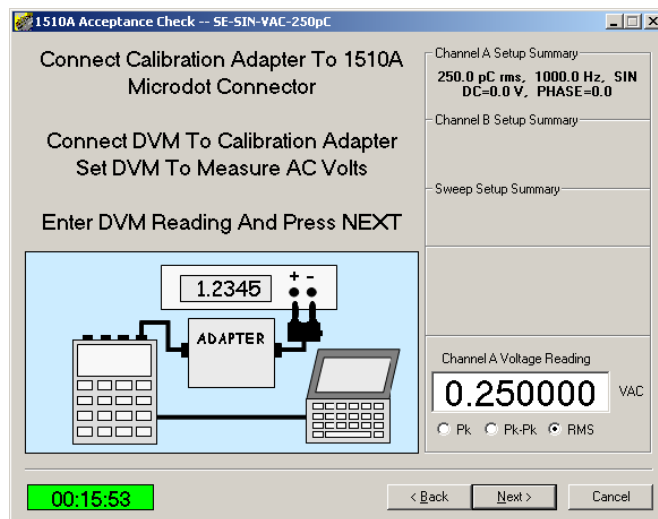 1510A Acceptance Check -- SE-SIN-VAC-250pC
Connect Calibration Adapter To 1510A
Microdot Connector
Connect DVM To Calibration Adapter
Set DVM To Measure AC Volts
Enter DVM Reading And Press NEXT
1.2345
+ -
ADAPTER
Channel A Setup Summary
250.0 pC rms, 1000.0 Hz, SIN
DC=0.0 V, PHASE=0.0
Channel B Setup Summary
Sweep Setup Summary
Channel A Voltage Reading
0.250000 VAC
Pk Pk-Pk RMS
00:15:53
< Back Next > Cancel